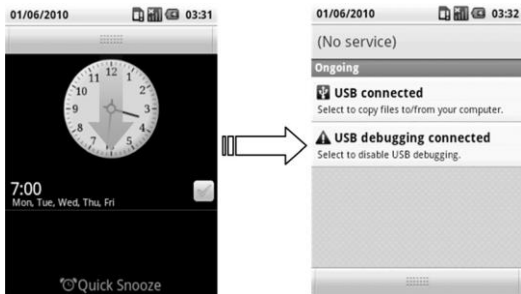 01/06/2010 03:31
12
11 1
10 2
9 3
8 4
7 5
7:00
Mon, Tue, Wed, Thu, Fri
Quick Snooze
01/06/2010 03:32
(No service)
Ongoing
USB connected
Select to copy files to/from your computer.
USB debugging connected
Select to disable USB debugging.